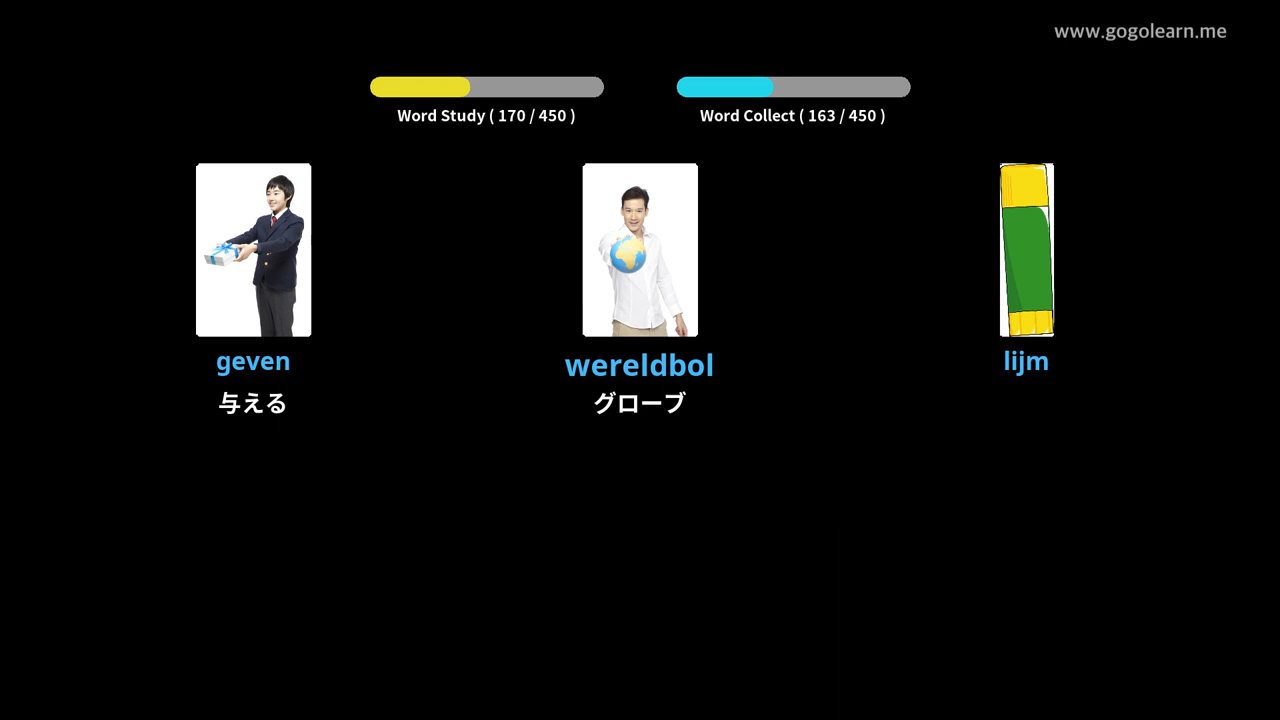 www.gogolearn.me
Word Study ( 170 / 450 )
Word Collect ( 163 / 450 )
geven
与える
wereldbol
グローブ
lijm